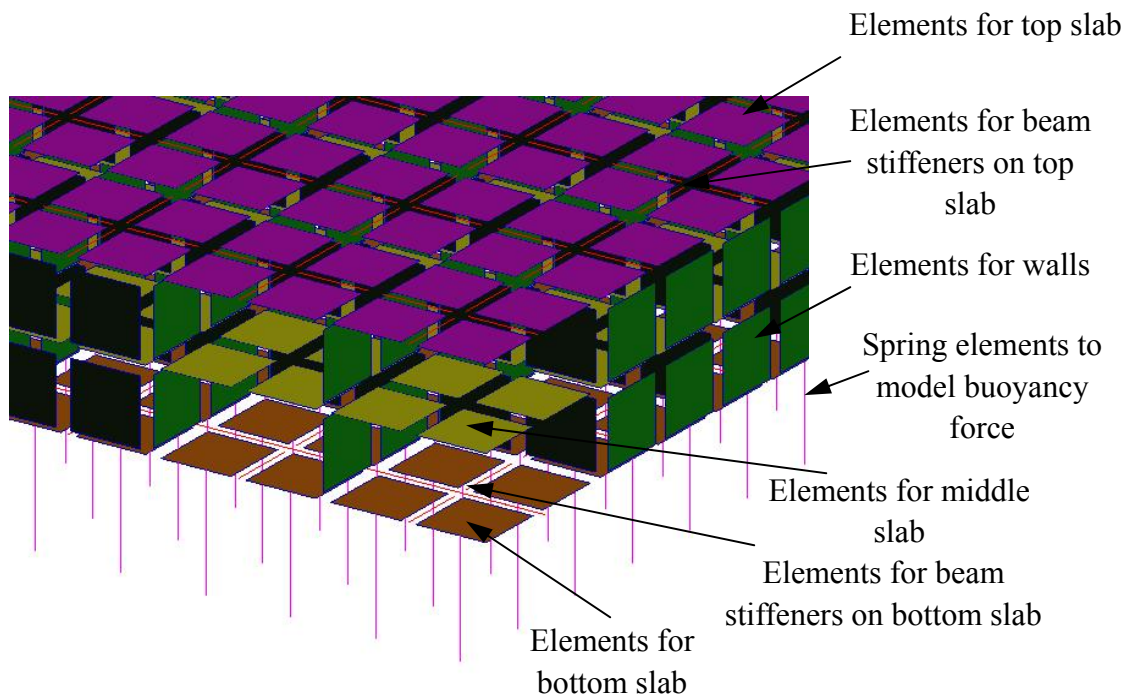 Elements for top slab
Elements for beam
stiffeners on top
slab
Elements for walls
Spring elements to
model buoyancy
force
Elements for middle
slab
Elements for beam
stiffeners on bottom slab
Elements for
bottom slab